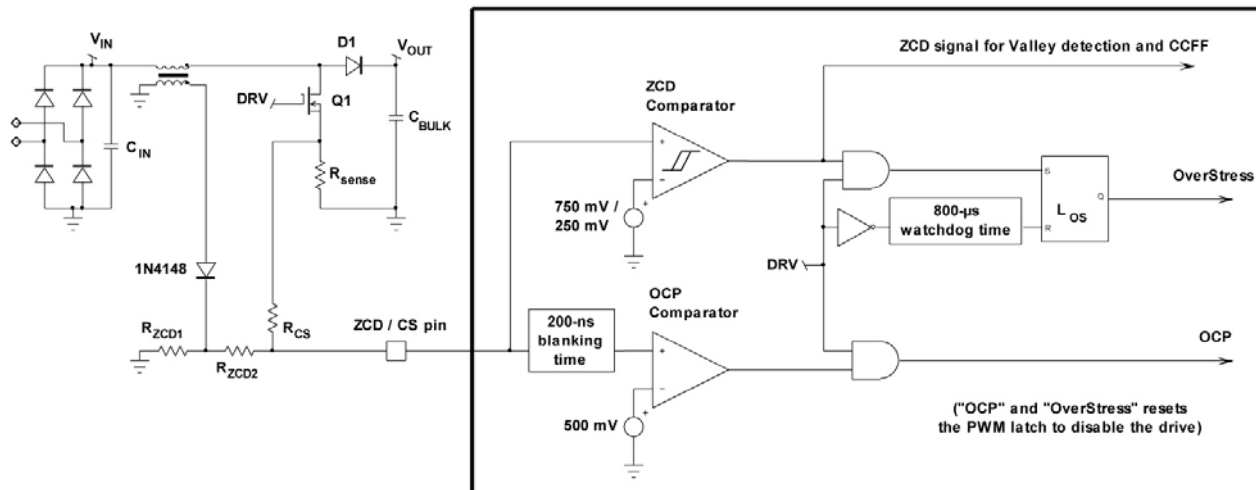 VIN
D1
VOUT
ZCD signal for Valley detection and CCFF
DRV
Q1
ZCD
Comparator
CBULK
CIN
Rsense
+
−
+
750 mV /
250 mV
S
Q
R
LOS
OverStress
800-µs
watchdog time
1N4148
DRV
OCP
Comparator
RZCD1
RZCD2
RCS
ZCD / CS pin
200-ns
blanking
time
+
−
+
500 mV
OCP
("OCP" and "OverStress" resets
the PWM latch to disable the drive)